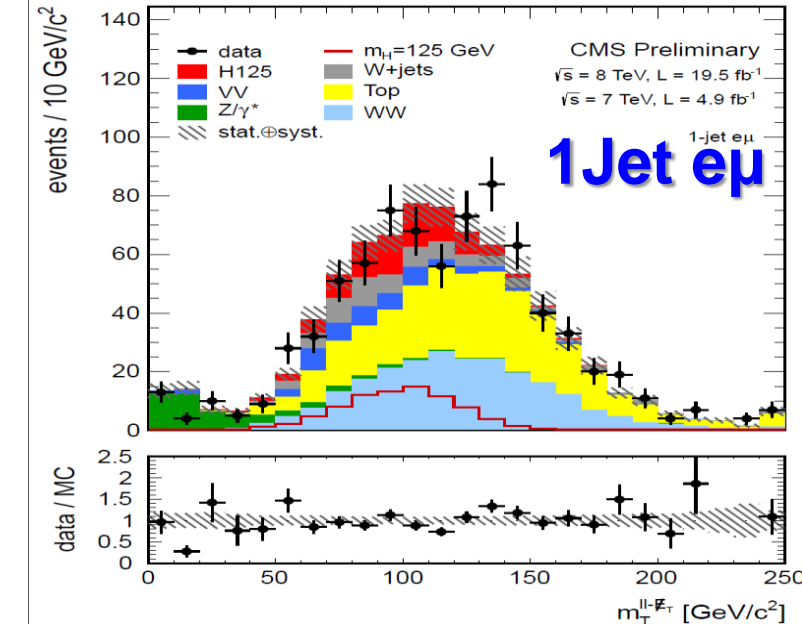 events / 10 GeV/c²
140
120
100
80
60
40
20
0
data
H125
VV
Z/γ*
stat.⊕syst.
m_H=125 GeV
W+jets
Top
WW
CMS Preliminary
√s = 8 TeV, L = 19.5 fb⁻¹
√s = 7 TeV, L = 4.9 fb⁻¹
1-jet eμ
1Jet eμ
data / MC
2.5
2
1.5
1
0.5
0
0 50 100 150 200 250
m_T^{ll-E̸_T} [GeV/c²]